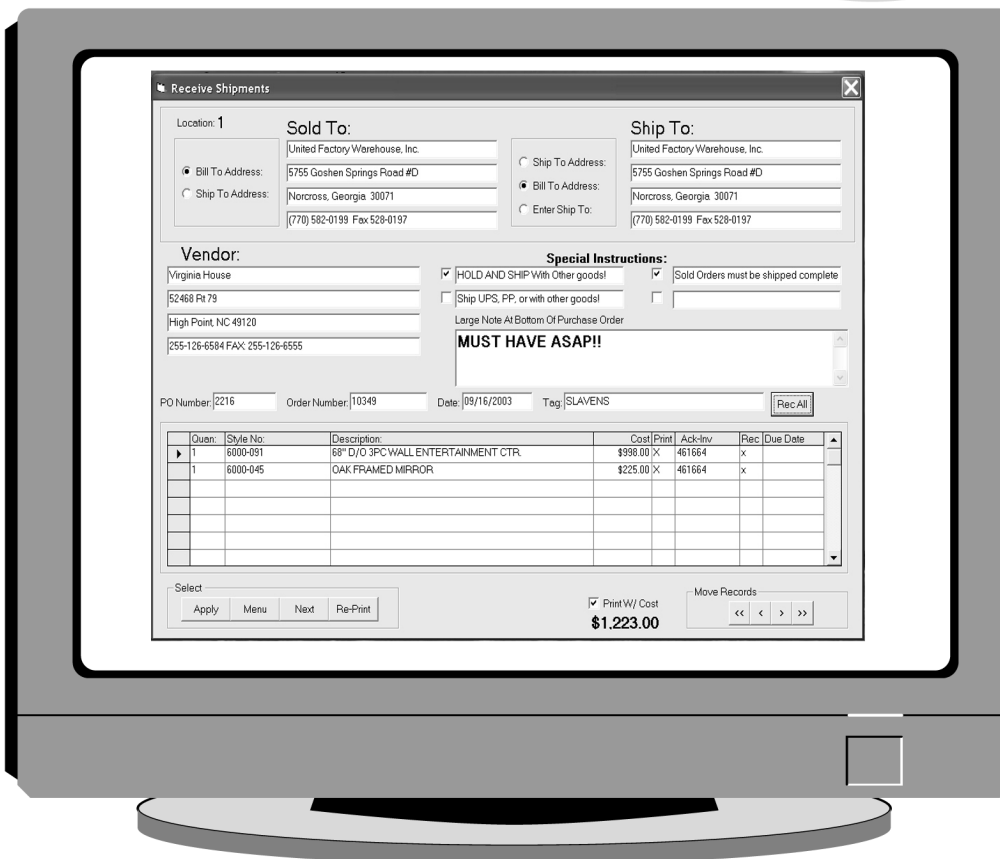 Receive Shipments
Location: 1
Sold To:
Ship To:
Bill To Address:
Ship To Address:
United Factory Warehouse, Inc.
5755 Goshen Springs Road #D
Norcross, Georgia 30071
(770) 582-0199 Fax 528-0197
Ship To Address:
Bill To Address:
Enter Ship To:
United Factory Warehouse, Inc.
5755 Goshen Springs Road #D
Norcross, Georgia 30071
(770) 582-0199 Fax 528-0197
Vendor:
Virginia House
52468 Rt 79
High Point, NC 49120
255-126-6584 FAX: 255-126-6555
Special Instructions:
HOLD AND SHIP With Other goods!
Sold Orders must be shipped complete
Ship UPS, PP, or with other goods!
Large Note At Bottom Of Purchase Order
MUST HAVE ASAP!!
PO Number: 2216 Order Number: 10349 Date: 09/16/2003 Tag: SLAVENS Rec All
Quan: Style No: Description: Cost Print Ack-Inv Rec Due Date
1 6000-091 68" D/O 3PC WALL ENTERTAINMENT CTR. $998.00 X 461664 x
1 6000-045 OAK FRAMED MIRROR $225.00 X 461664 x
Select
Apply Menu Next Re-Print
Print W/ Cost
$1,223.00
Move Records
<< < > >>